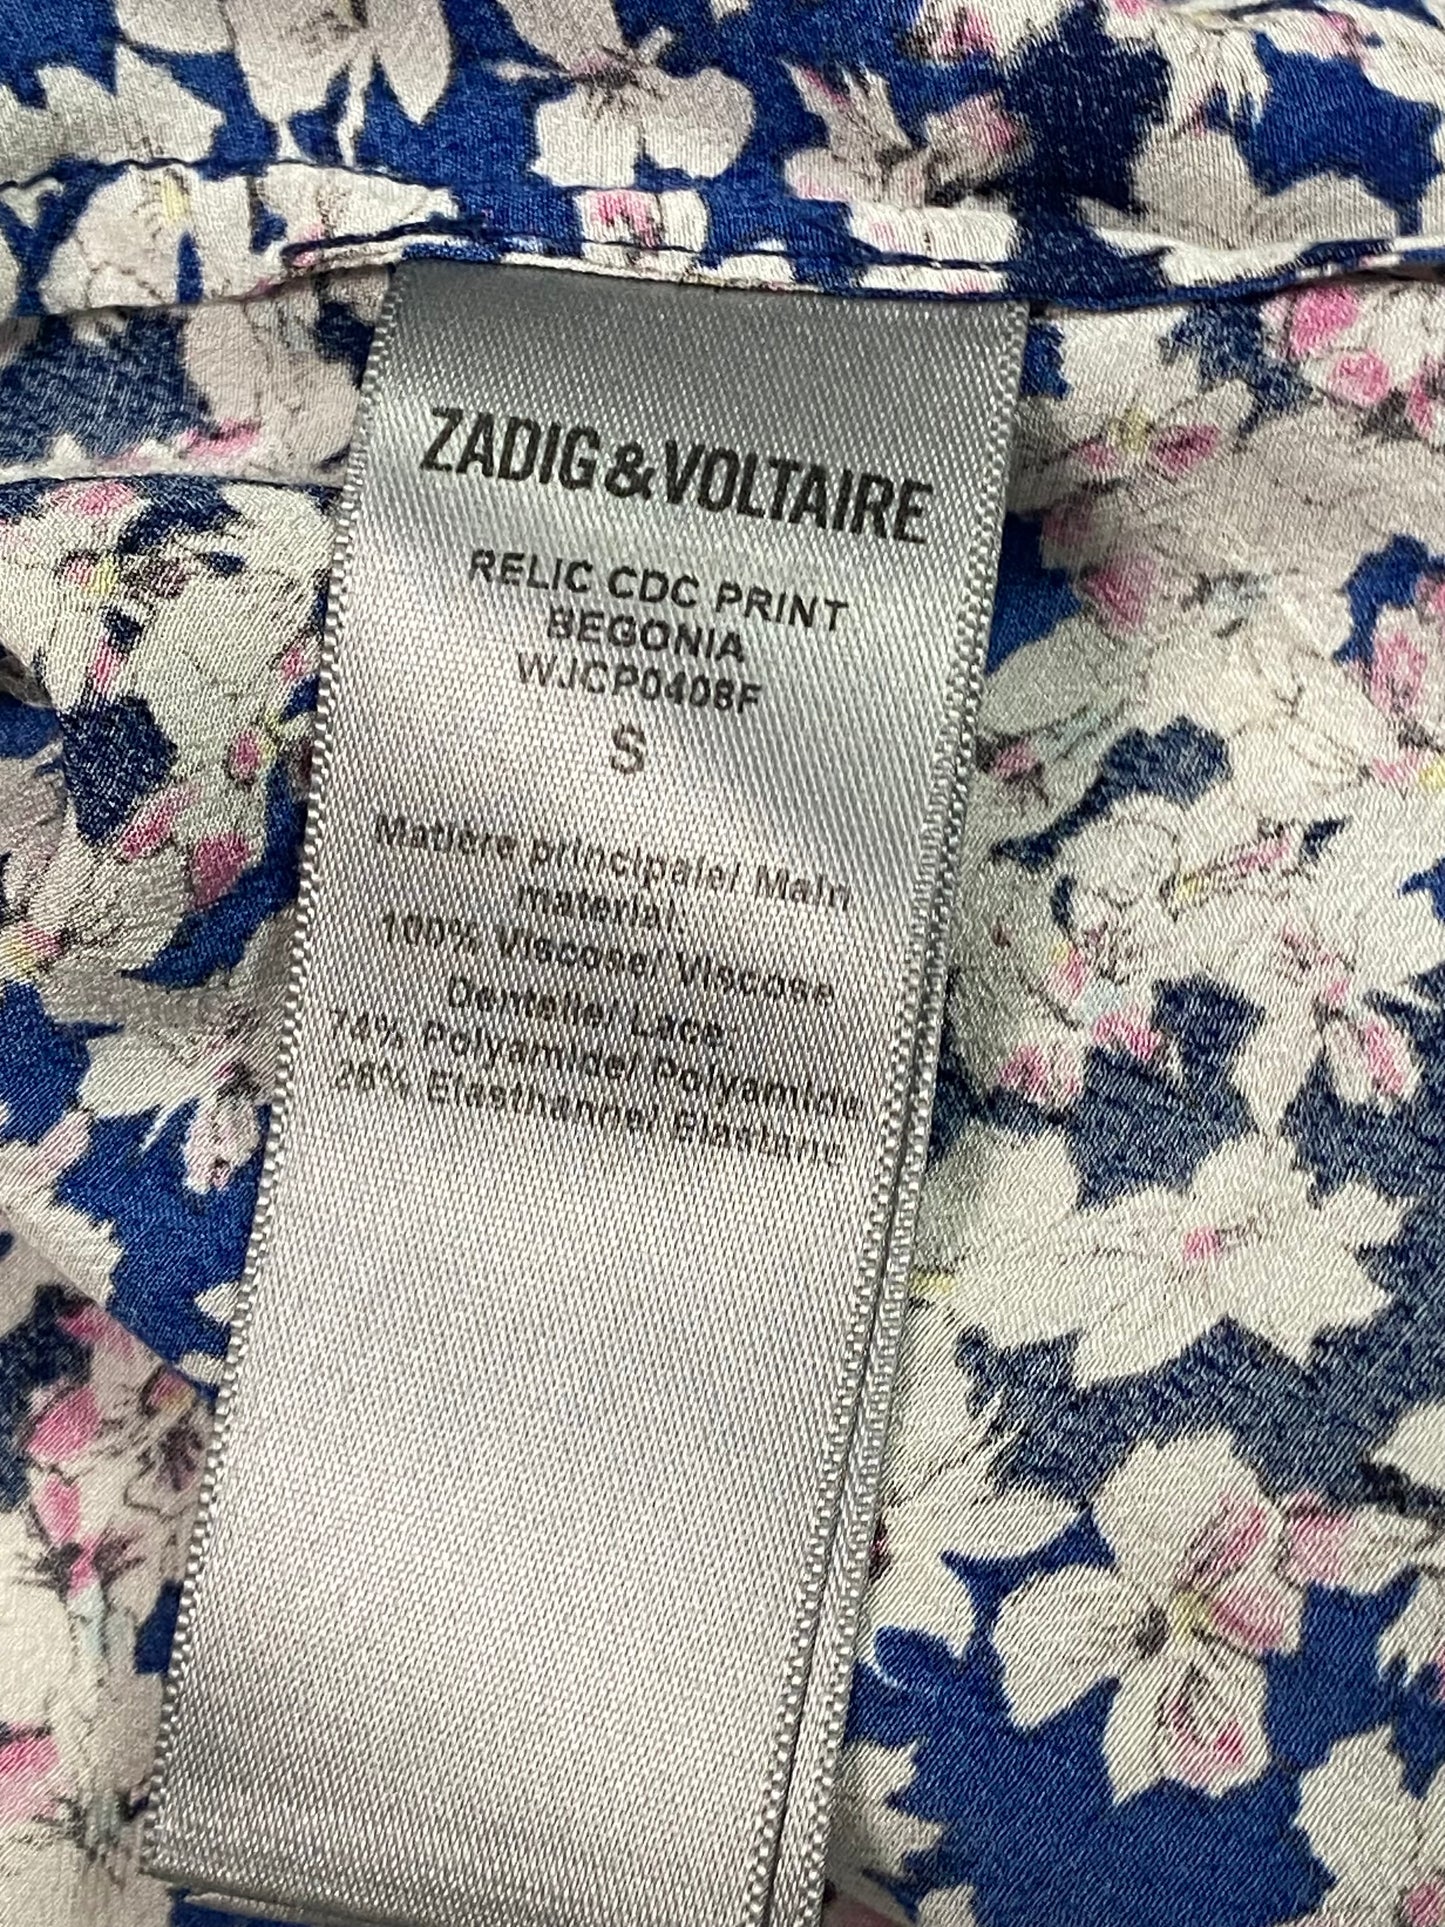 ZADIG&VOLTAIRE
RELIC CDC PRINT
BEGONIA
WJCP0408F
S
Matière principale/ Main
material:
100% Viscose/ Viscose
Dentelle/ Lace:
74% Polyamide/ Polyamide
26% Elasthanne/ Elastane